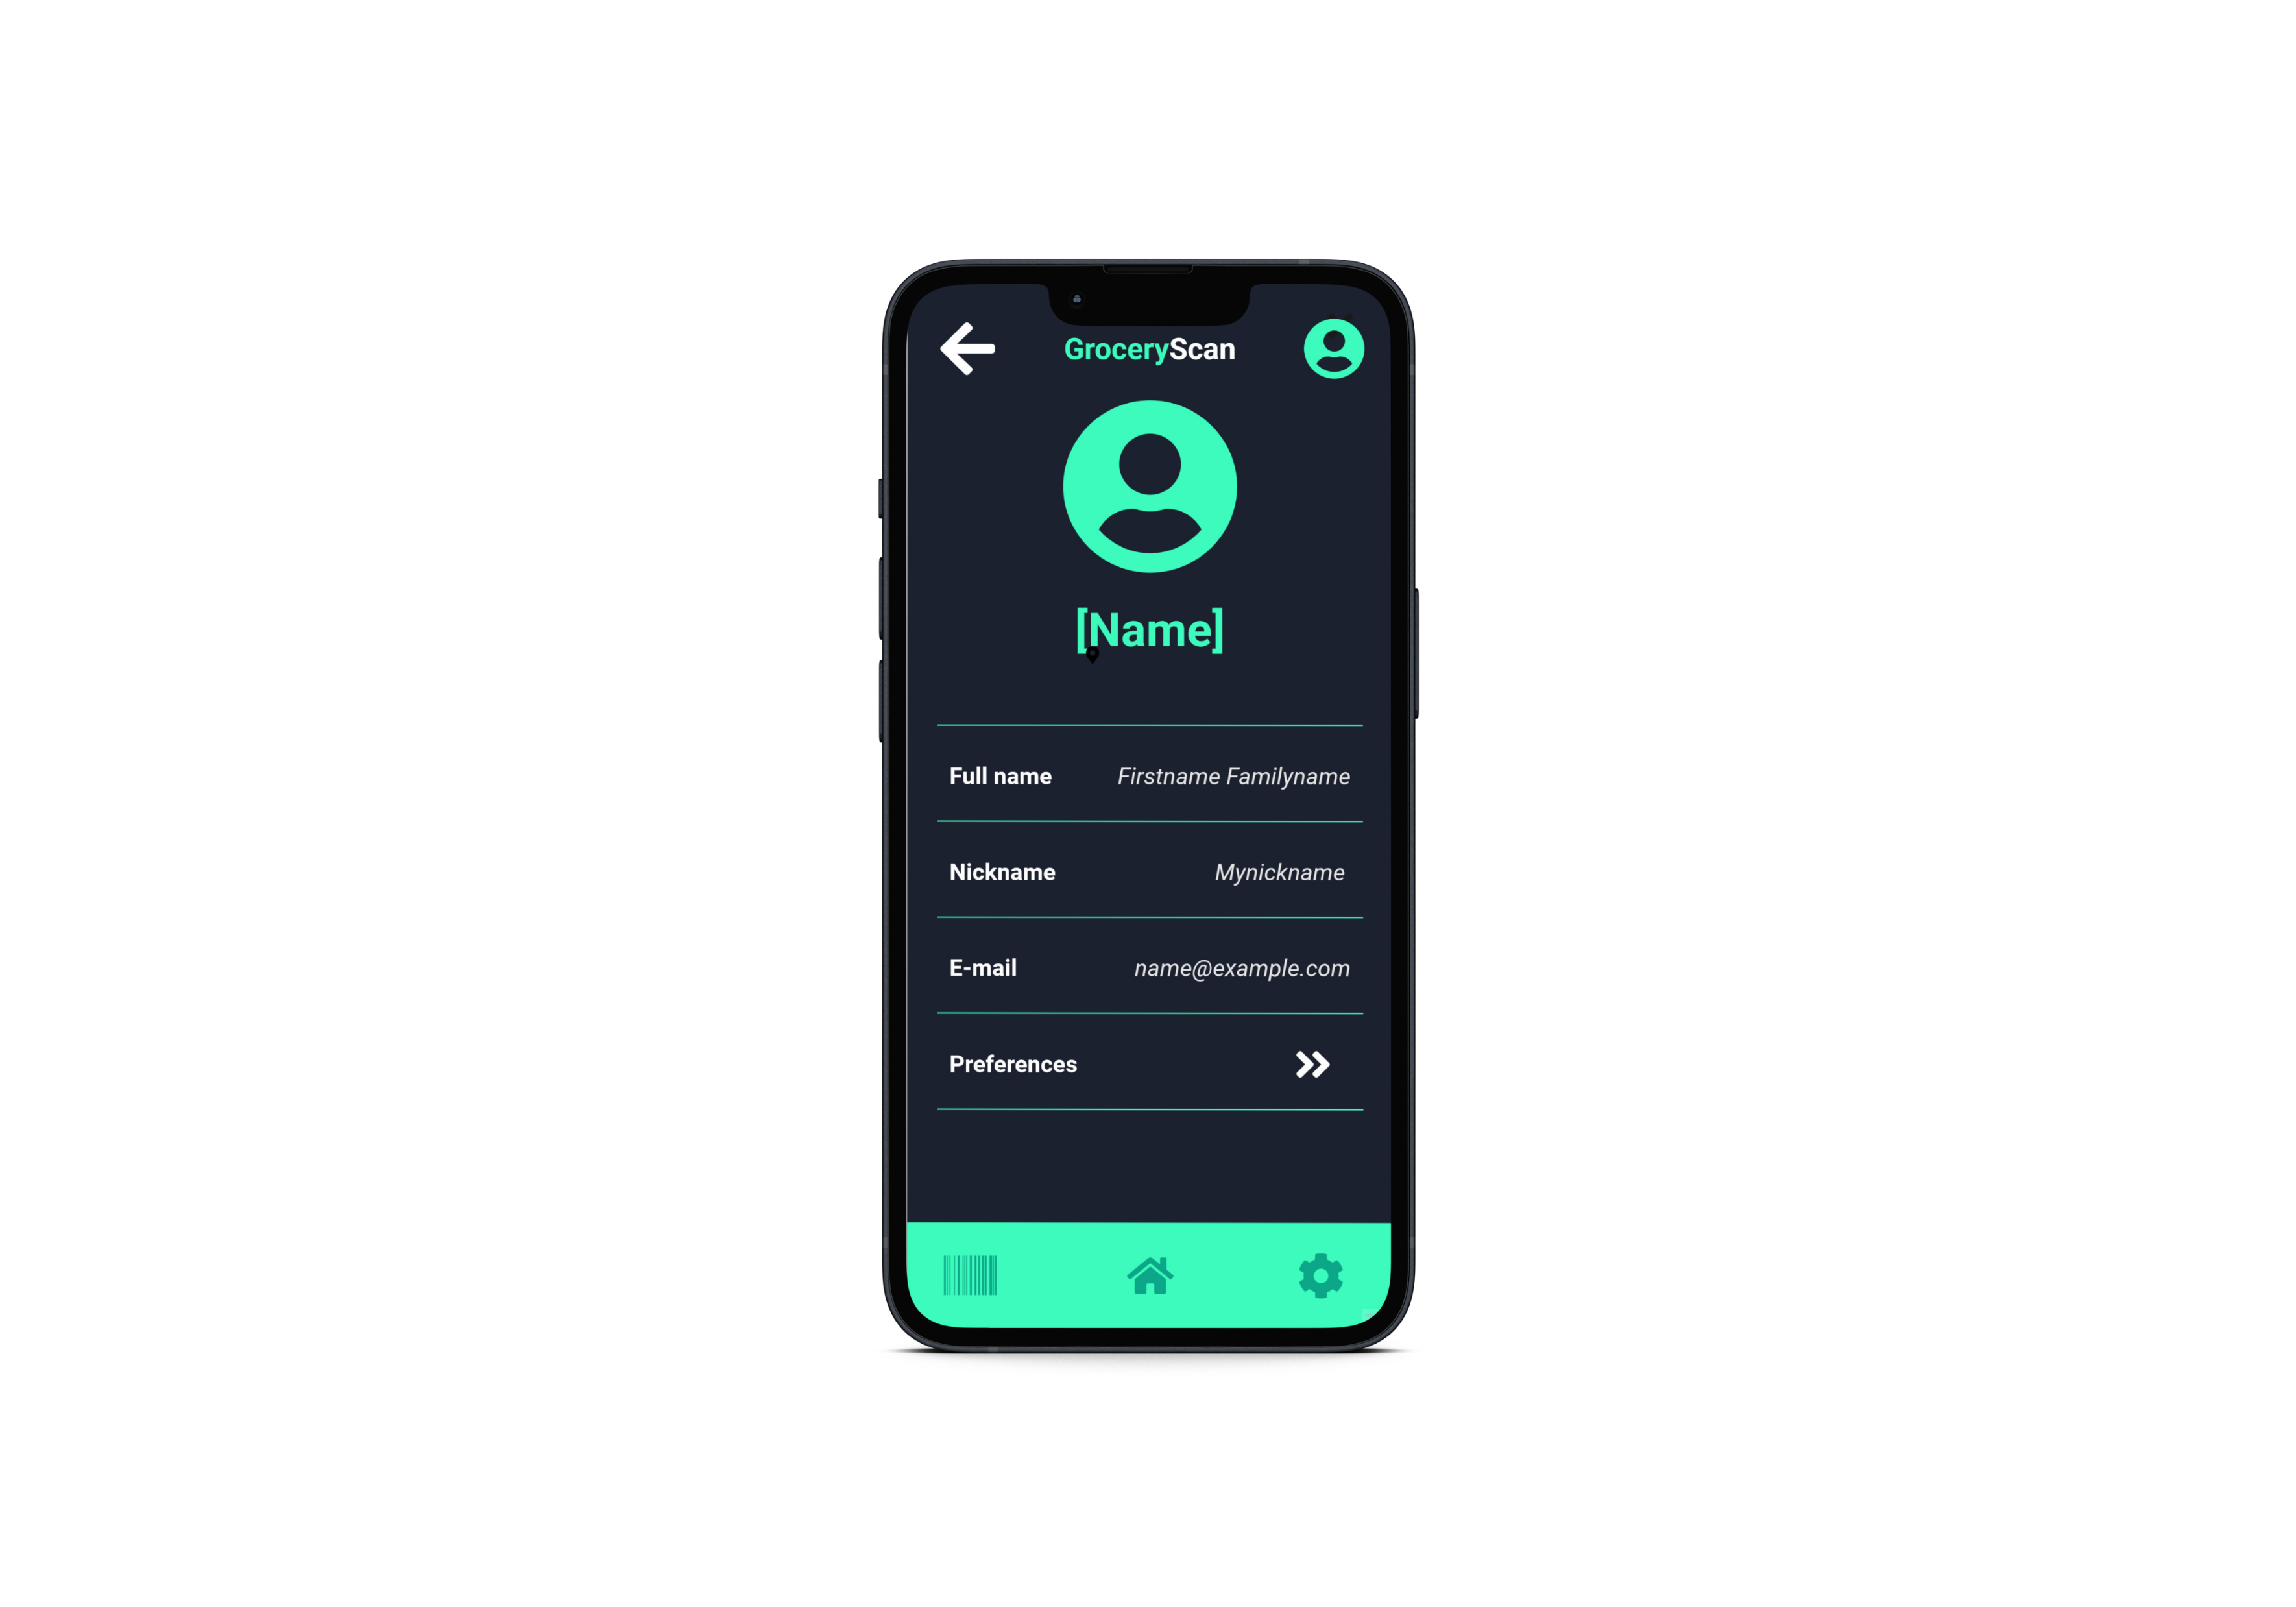 GroceryScan
[Name]
Full name Firstname Familyname
Nickname Mynickname
E-mail name@example.com
Preferences